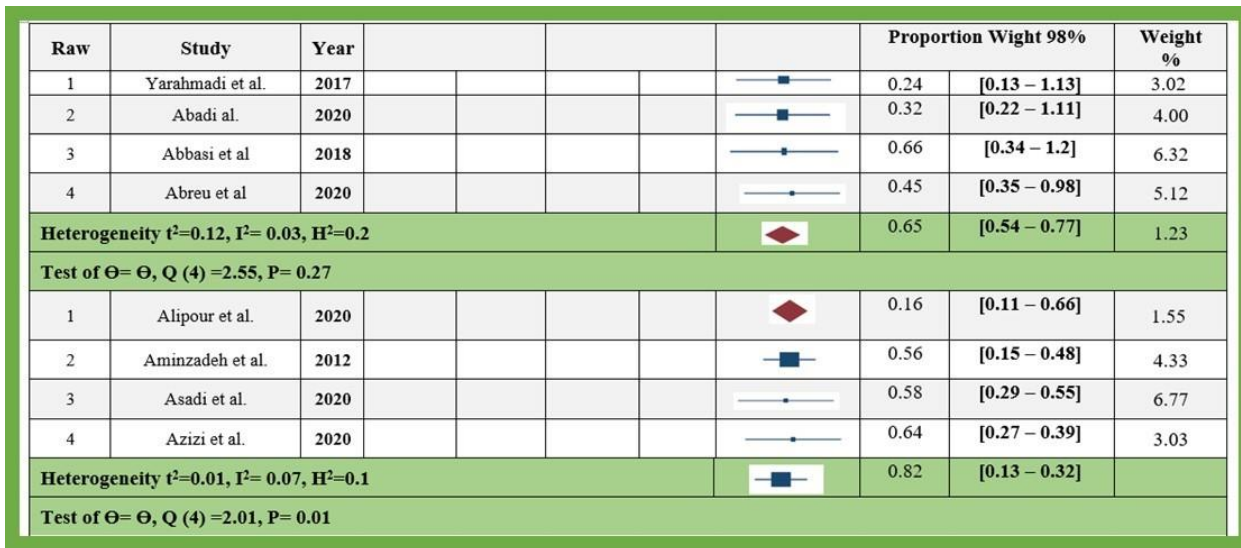 Raw Study Year Proportion Wight 98% Weight %
1 Yarahmadi et al. 2017 0.24 [0.13 – 1.13] 3.02
2 Abadi al. 2020 0.32 [0.22 – 1.11] 4.00
3 Abbasi et al 2018 0.66 [0.34 – 1.2] 6.32
4 Abreu et al 2020 0.45 [0.35 – 0.98] 5.12
Heterogeneity t²=0.12, I²= 0.03, H²=0.2 0.65 [0.54 – 0.77] 1.23
Test of Ɵ= Ɵ, Q (4) =2.55, P= 0.27
1 Alipour et al. 2020 0.16 [0.11 – 0.66] 1.55
2 Aminzadeh et al. 2012 0.56 [0.15 – 0.48] 4.33
3 Asadi et al. 2020 0.58 [0.29 – 0.55] 6.77
4 Azizi et al. 2020 0.64 [0.27 – 0.39] 3.03
Heterogeneity t²=0.01, I²= 0.07, H²=0.1 0.82 [0.13 – 0.32]
Test of Ɵ= Ɵ, Q (4) =2.01, P= 0.01